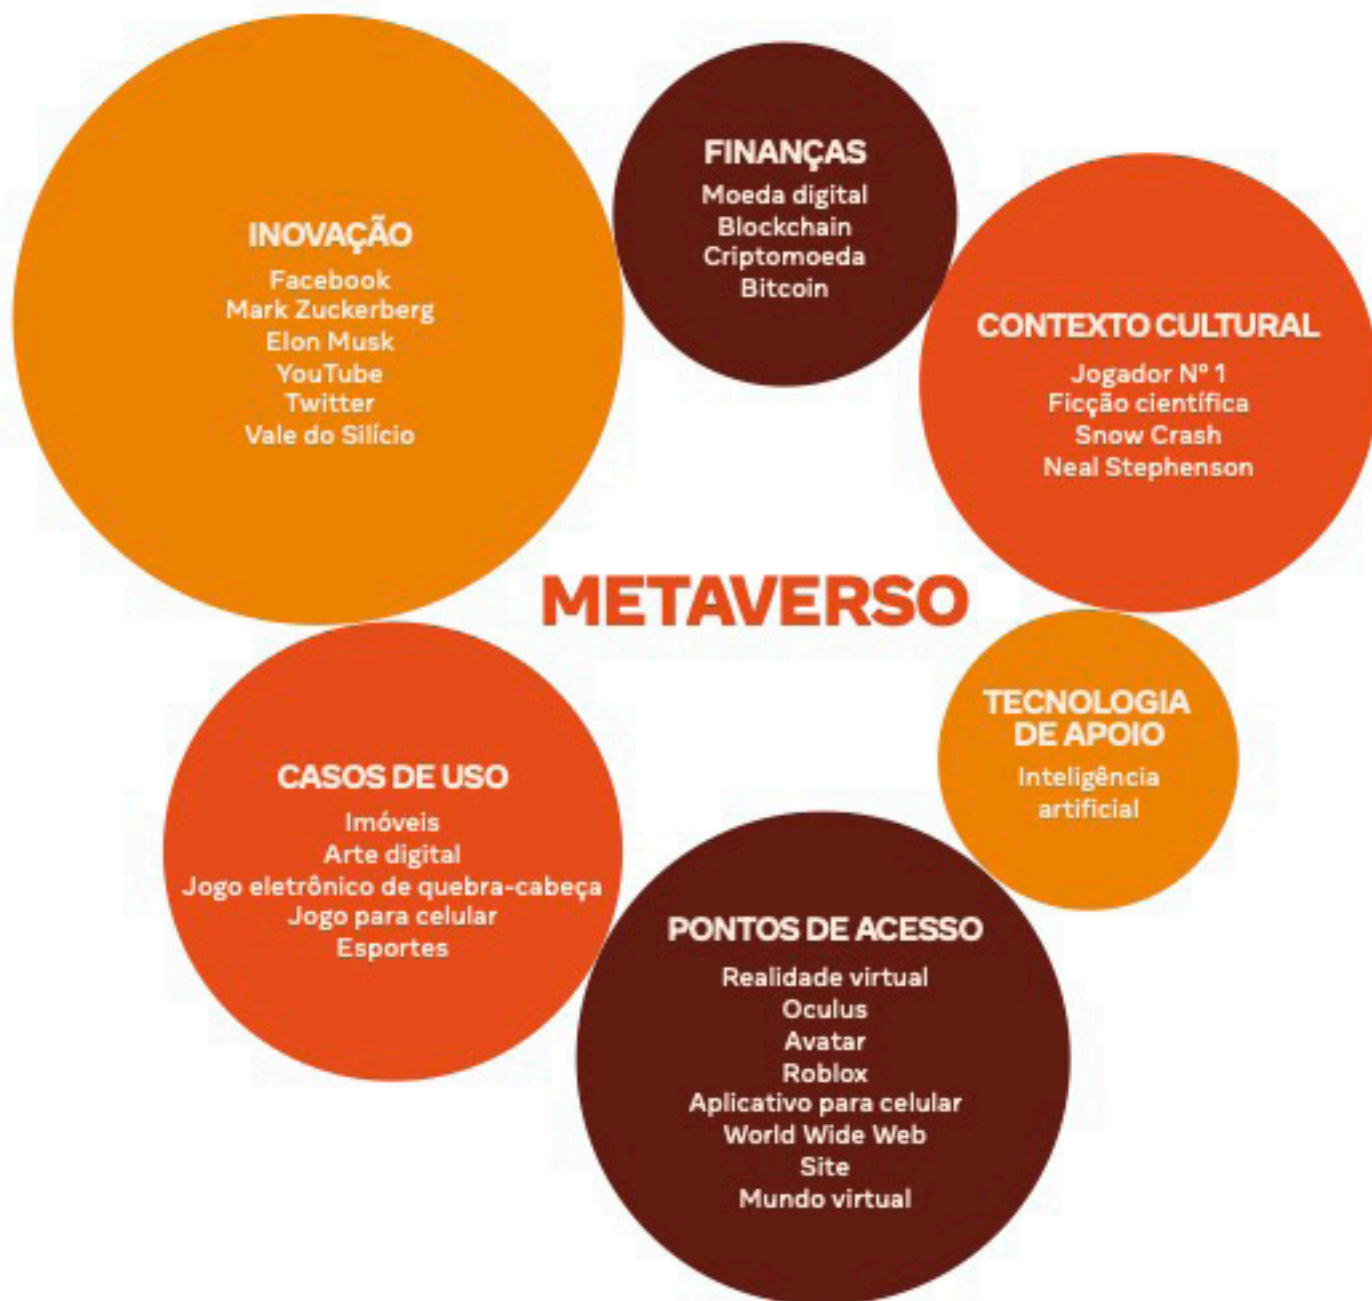 INOVAÇÃO
Facebook
Mark Zuckerberg
Elon Musk
YouTube
Twitter
Vale do Silício
FINANÇAS
Moeda digital
Blockchain
Criptomoeda
Bitcoin
CONTEXTO CULTURAL
Jogador Nº 1
Ficção científica
Snow Crash
Neal Stephenson
METAVERSO
TECNOLOGIA
DE APOIO
Inteligência
artificial
CASOS DE USO
Imóveis
Arte digital
Jogo eletrônico de quebra-cabeça
Jogo para celular
Esportes
PONTOS DE ACESSO
Realidade virtual
Oculus
Avatar
Roblox
Aplicativo para celular
World Wide Web
Site
Mundo virtual